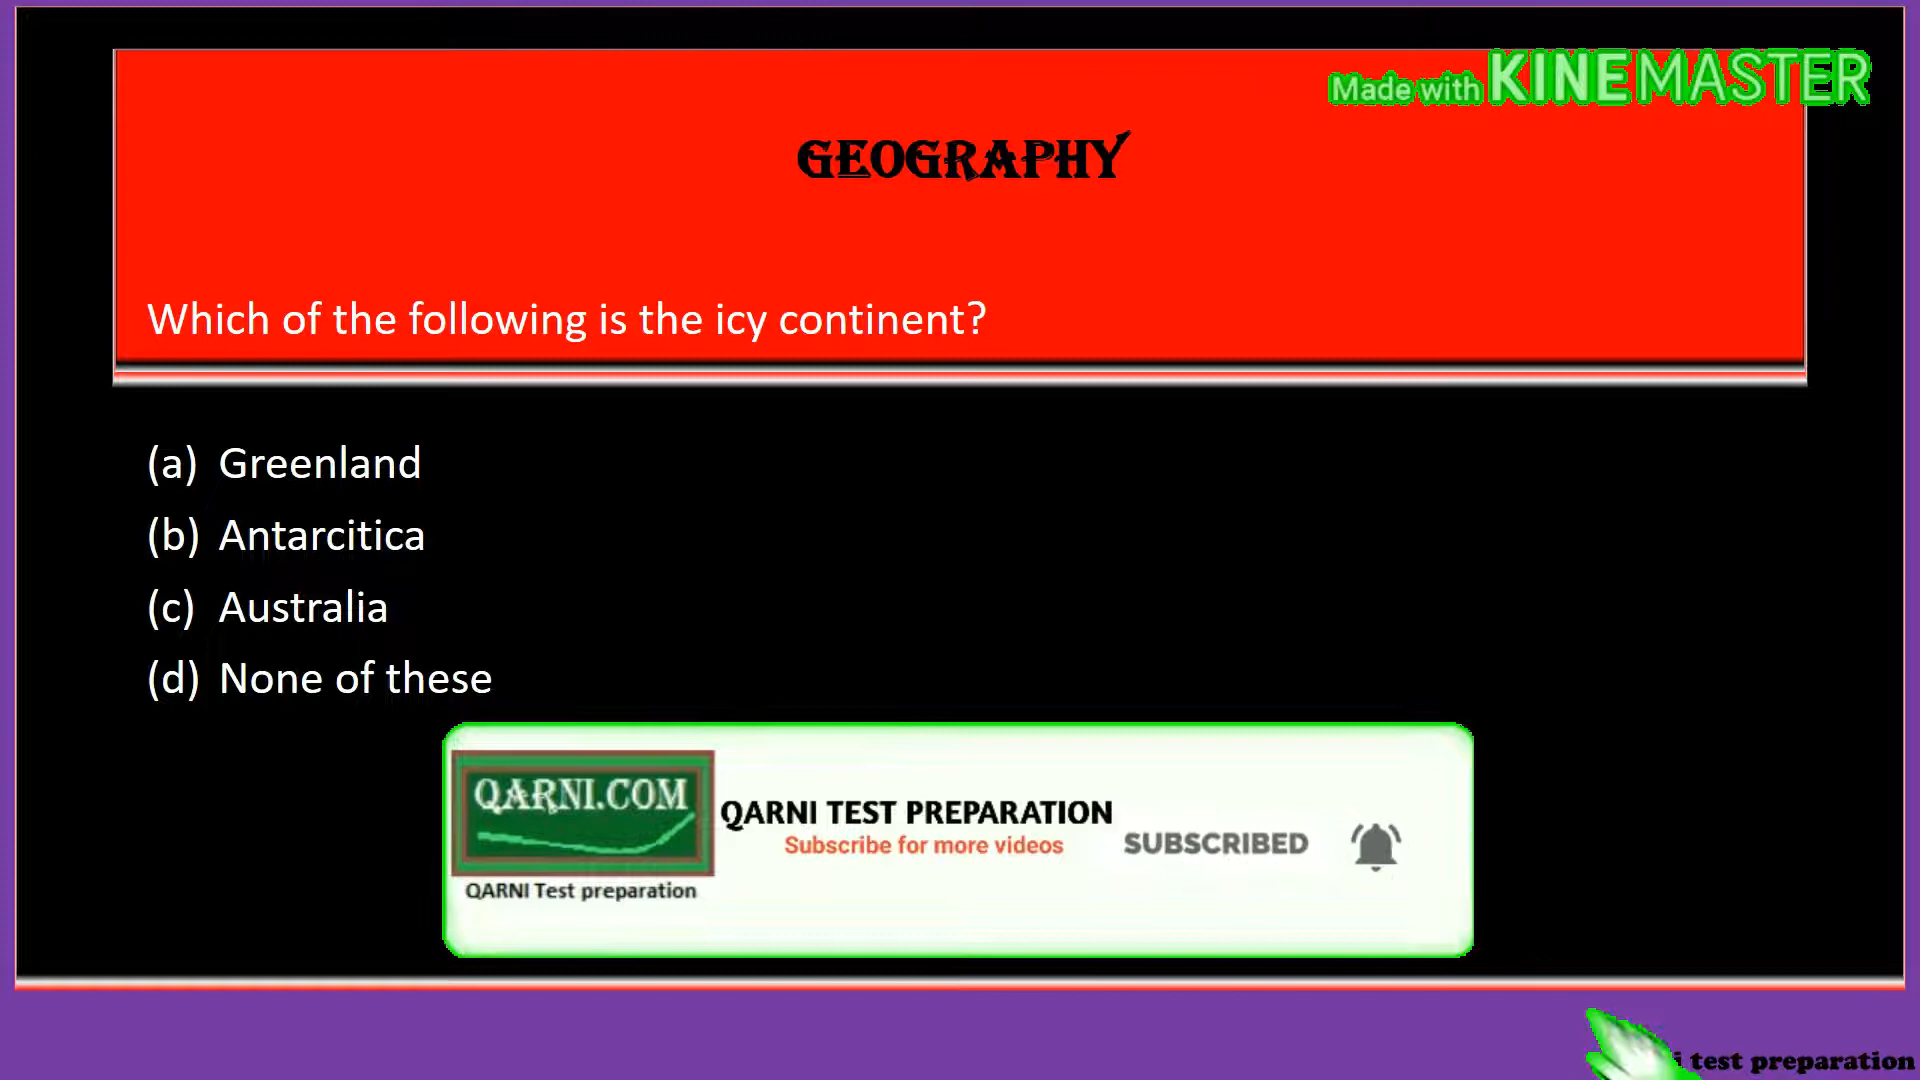 Made with KINEMASTER
GEOGRAPHY
Which of the following is the icy continent?
(a) Greenland
(b) Antarcitica
(c) Australia
(d) None of these
QARNI.COM
QARNI Test preparation
QARNI TEST PREPARATION
Subscribe for more videos
SUBSCRIBED
test preparation